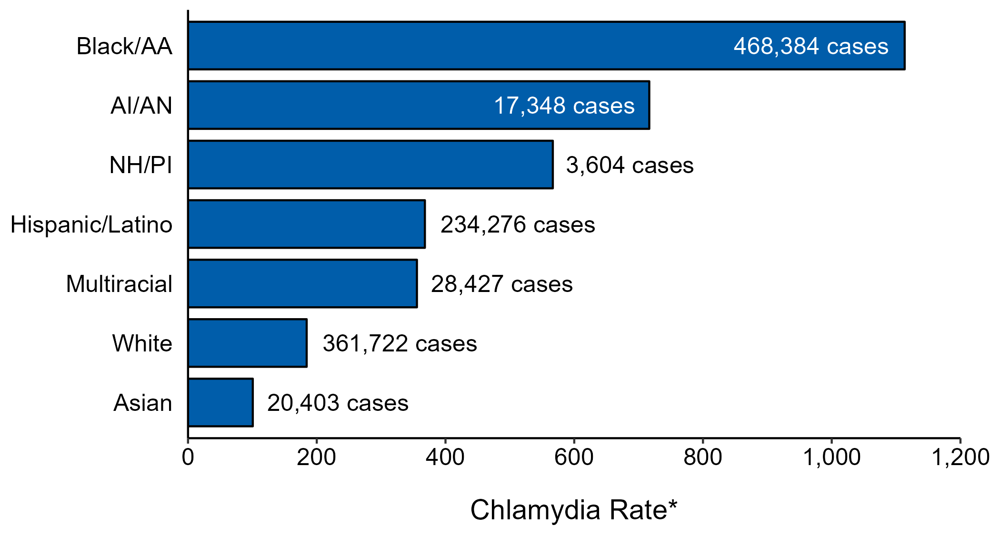 Black/AA 468,384 cases
AI/AN 17,348 cases
NH/PI 3,604 cases
Hispanic/Latino 234,276 cases
Multiracial 28,427 cases
White 361,722 cases
Asian 20,403 cases
0 200 400 600 800 1,000 1,200
Chlamydia Rate*